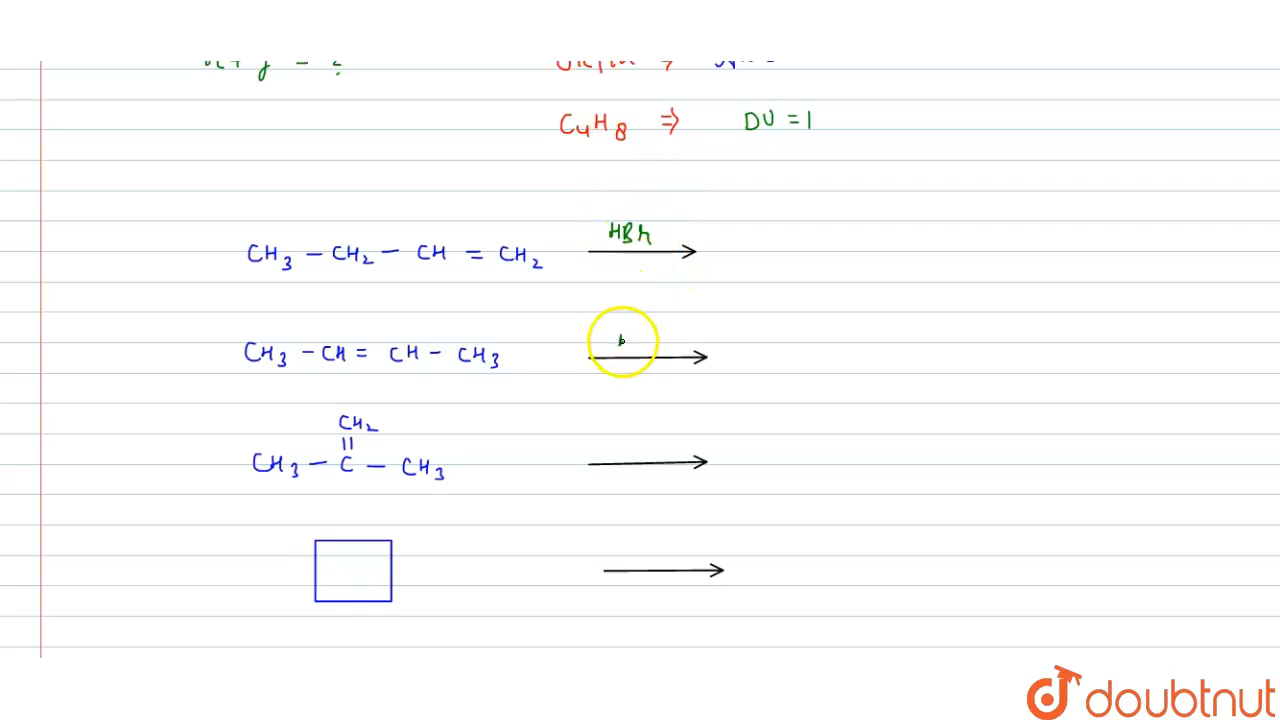 C4H8 ⇒ DU = 1
CH3 – CH2 – CH = CH2 HBr
CH3 – CH = CH – CH3
CH2
||
CH3 – C – CH3
doubtnut